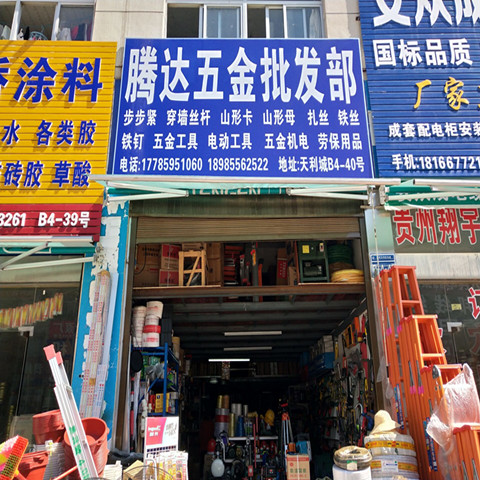 涂料
水 各类胶
砖胶 草酸
3261 B4-39号
腾达五金批发部
步步紧 穿墙丝杆 山形卡 山形母 扎丝 铁丝
铁钉 五金工具 电动工具 五金机电 劳保用品
电话:17785951060 18985562522 地址:天利城B4-40号
国标品质
厂家
成套配电柜安装
手机:18166772
贵州翔宇